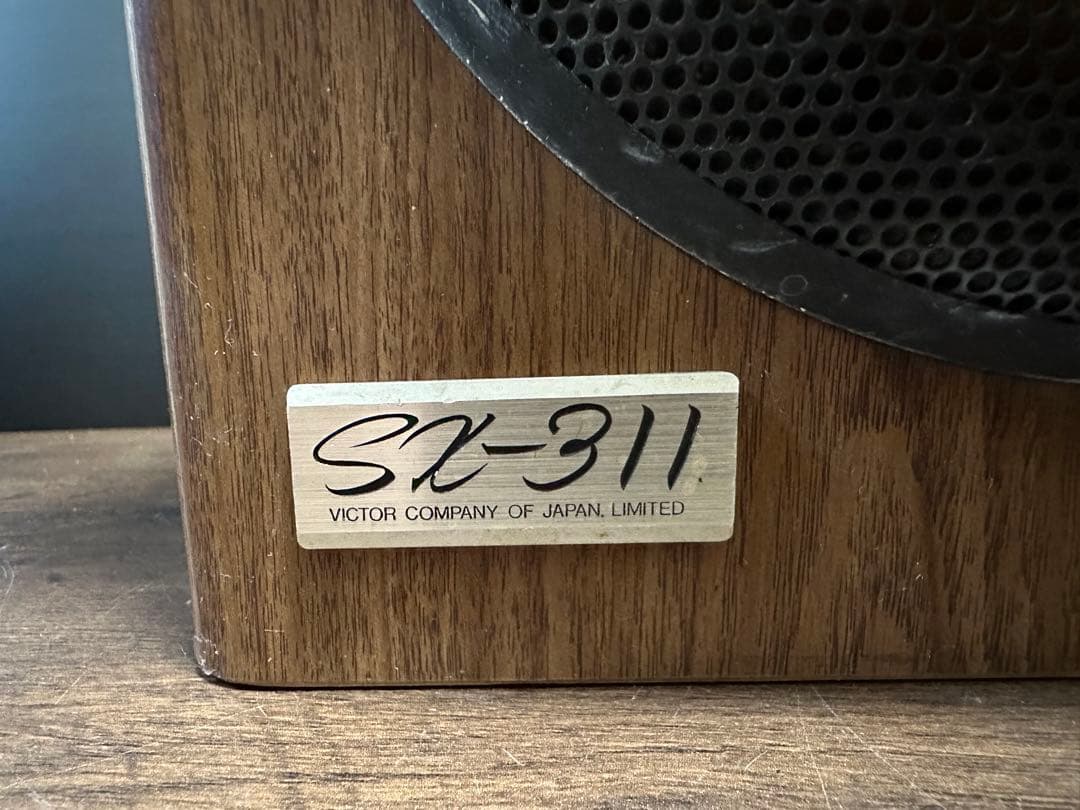 SX-311
VICTOR COMPANY OF JAPAN, LIMITED